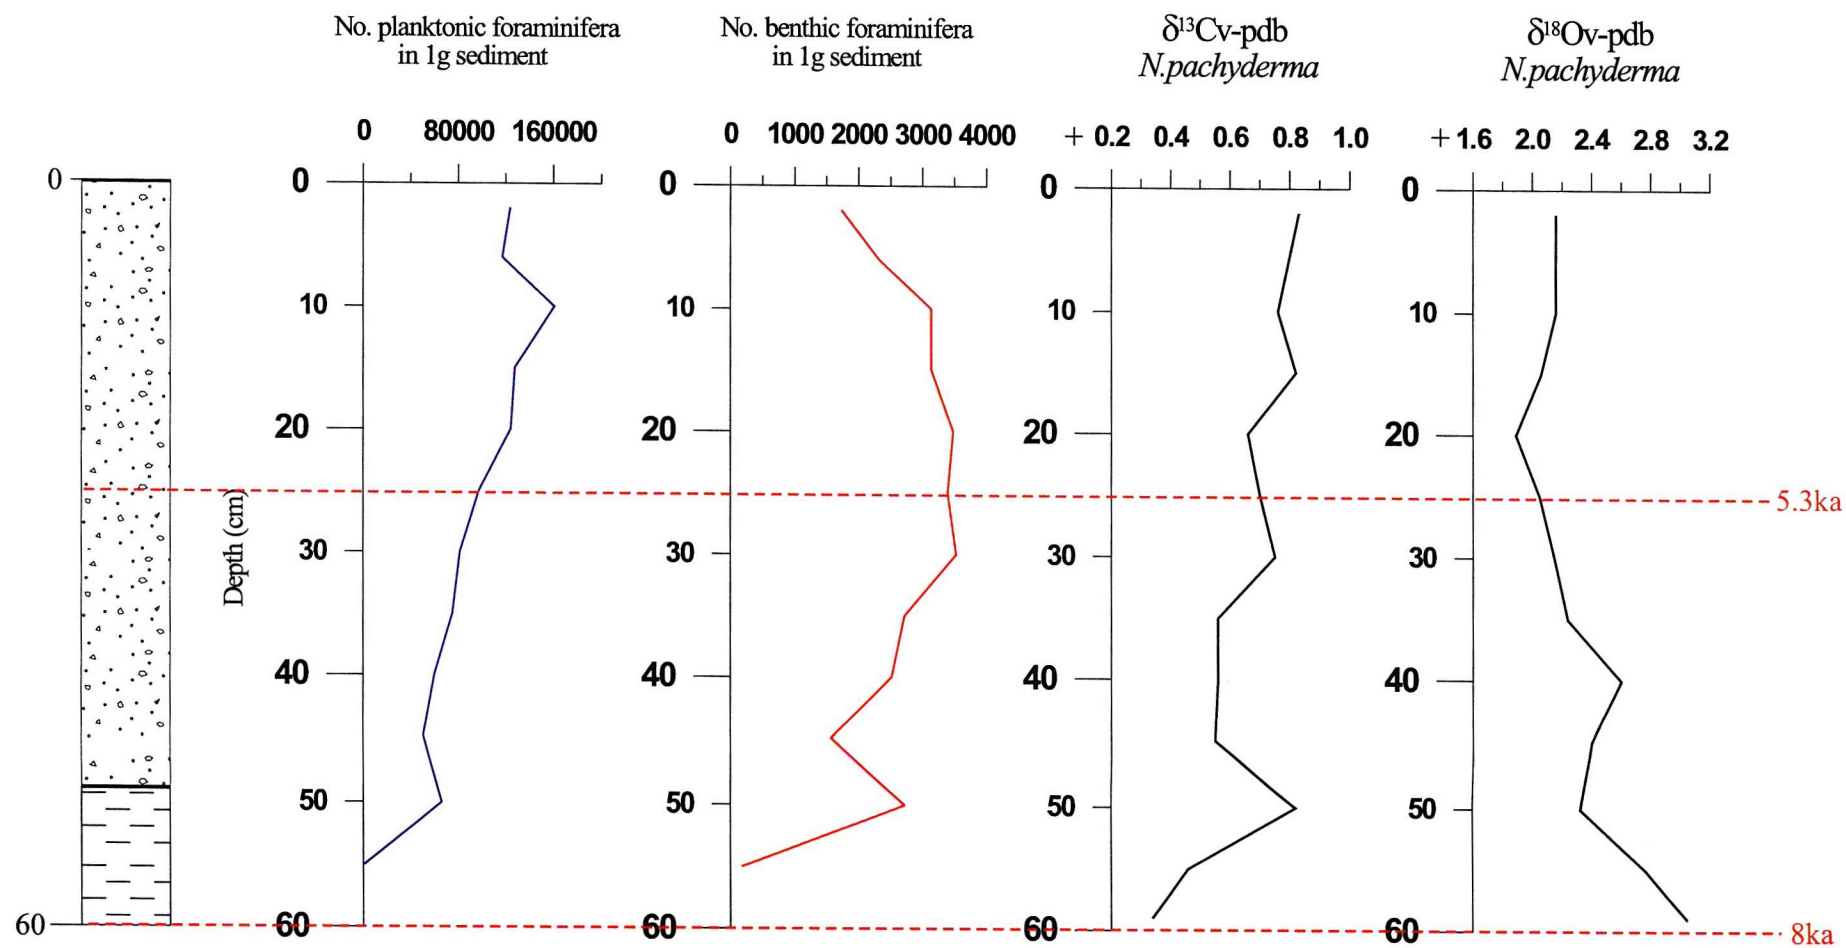 No. planktonic foraminifera
in 1g sediment
No. benthic foraminifera
in 1g sediment
δ¹³Cv-pdb
N.pachyderma
δ¹⁸Ov-pdb
N.pachyderma
0 80000 160000
0 1000 2000 3000 4000
+ 0.2 0.4 0.6 0.8 1.0
+ 1.6 2.0 2.4 2.8 3.2
0
60
Depth (cm)
0
10
20
30
40
50
60
0
10
20
30
40
50
60
0
10
20
30
40
50
60
0
10
20
30
40
50
60
5.3ka
8ka